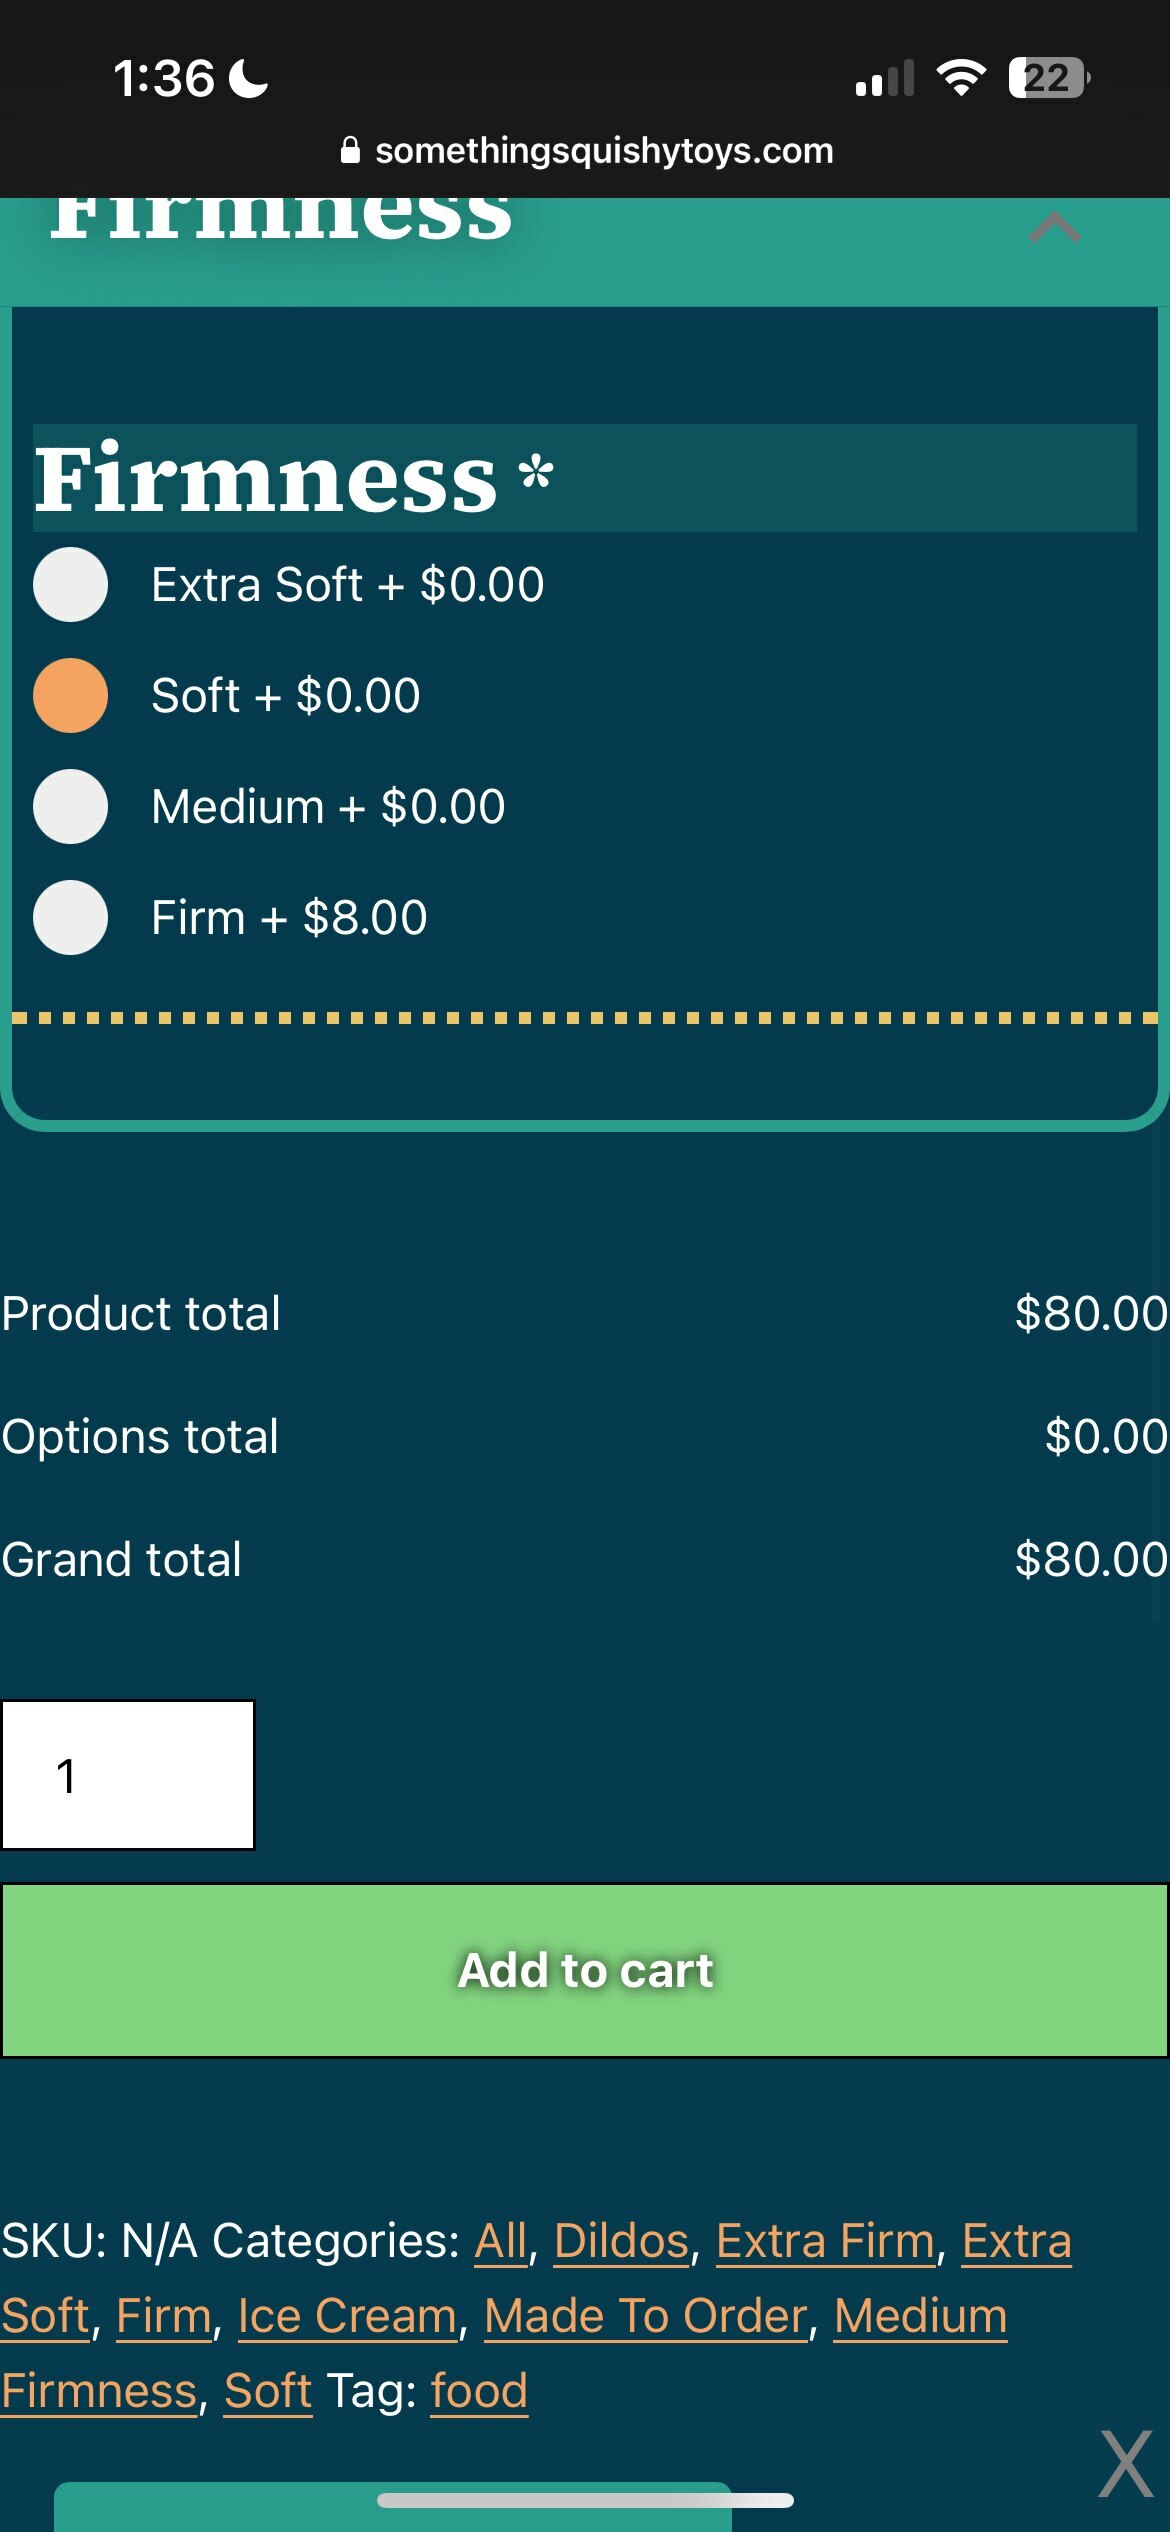 1:36
22
somethingsquishytoys.com
Firmness
Firmness *
Extra Soft + $0.00
Soft + $0.00
Medium + $0.00
Firm + $8.00
Product total $80.00
Options total $0.00
Grand total $80.00
1
Add to cart
SKU: N/A Categories: All, Dildos, Extra Firm, Extra
Soft, Firm, Ice Cream, Made To Order, Medium
Firmness, Soft Tag: food
X